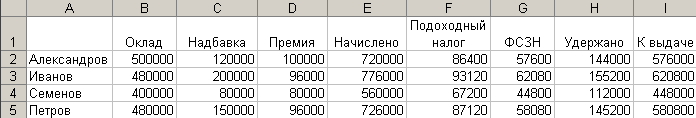 A B C D E F G H I
1 Оклад Надбавка Премия Начислено Подоходный налог ФСЗН Удержано К выдаче
2 Александров 500000 120000 100000 720000 86400 57600 144000 576000
3 Иванов 480000 200000 96000 776000 93120 62080 155200 620800
4 Семенов 400000 80000 80000 560000 67200 44800 112000 448000
5 Петров 480000 150000 96000 726000 87120 58080 145200 580800